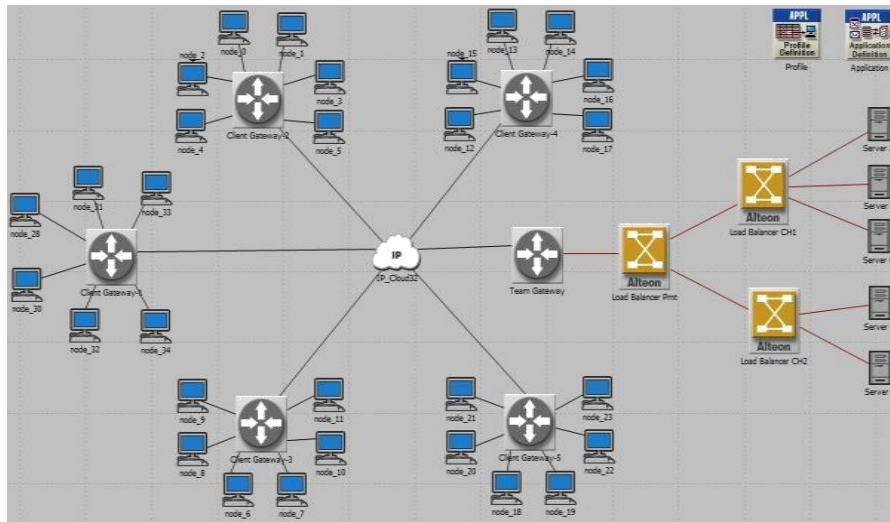 node_0
node_1
node_2
node_3
node_4
node_5
Client Gateway-2
node_13
node_14
node_15
node_16
node_12
node_17
Client Gateway-4
APPL
Profile
Definition
Profile
APPL
Application
Definition
Application
node_28
node_31
node_33
node_30
node_32
node_34
Client Gateway-1
IP
IP_Cloud32
Team Gateway
Alteon
Load Balancer Pmt
Alteon
Load Balancer CH1
Alteon
Load Balancer CH2
Server
Server
Server
Server
Server
node_9
node_11
node_8
node_10
node_6
node_7
Client Gateway-3
node_21
node_23
node_20
node_22
node_18
node_19
Client Gateway-5